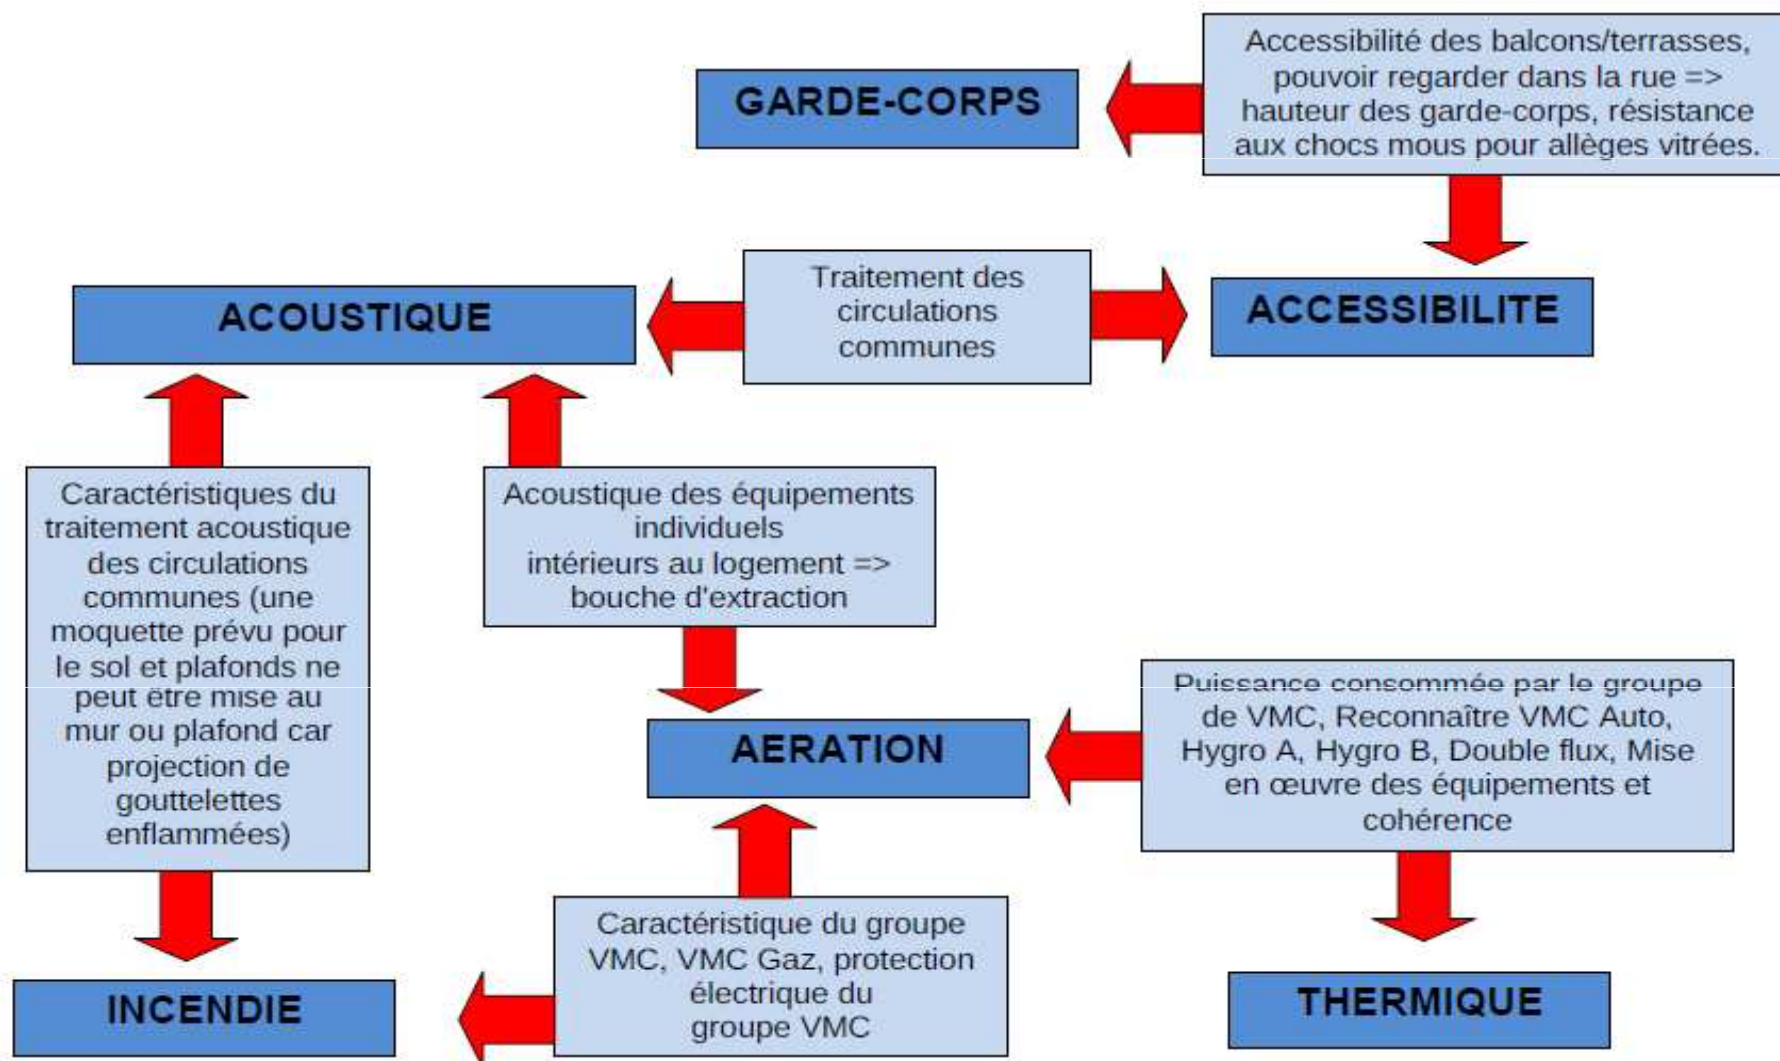 Accessibilité des balcons/terrasses,
pouvoir regarder dans la rue =>
hauteur des garde-corps, résistance
aux chocs mous pour allèges vitrées.
GARDE-CORPS
Traitement des
circulations
communes
ACOUSTIQUE
ACCESSIBILITE
Caractéristiques du
traitement acoustique
des circulations
communes (une
moquette prévu pour
le sol et plafonds ne
peut être mise au
mur ou plafond car
projection de
gouttelettes
enflammées)
Acoustique des équipements
individuels
intérieurs au logement =>
bouche d'extraction
AERATION
Puissance consommée par le groupe
de VMC, Reconnaître VMC Auto,
Hygro A, Hygro B, Double flux, Mise
en œuvre des équipements et
cohérence
Caractéristique du groupe
VMC, VMC Gaz, protection
électrique du
groupe VMC
INCENDIE
THERMIQUE